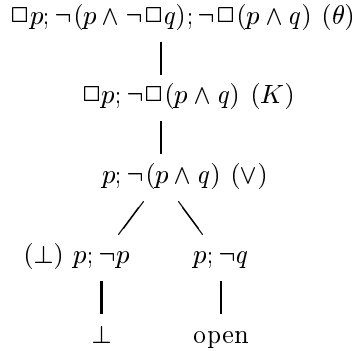 □p; ¬(p ∧ ¬□q); ¬□(p ∧ q) (θ)
□p; ¬□(p ∧ q) (K)
p; ¬(p ∧ q) (∨)
(⊥) p; ¬p p; ¬q
⊥ open